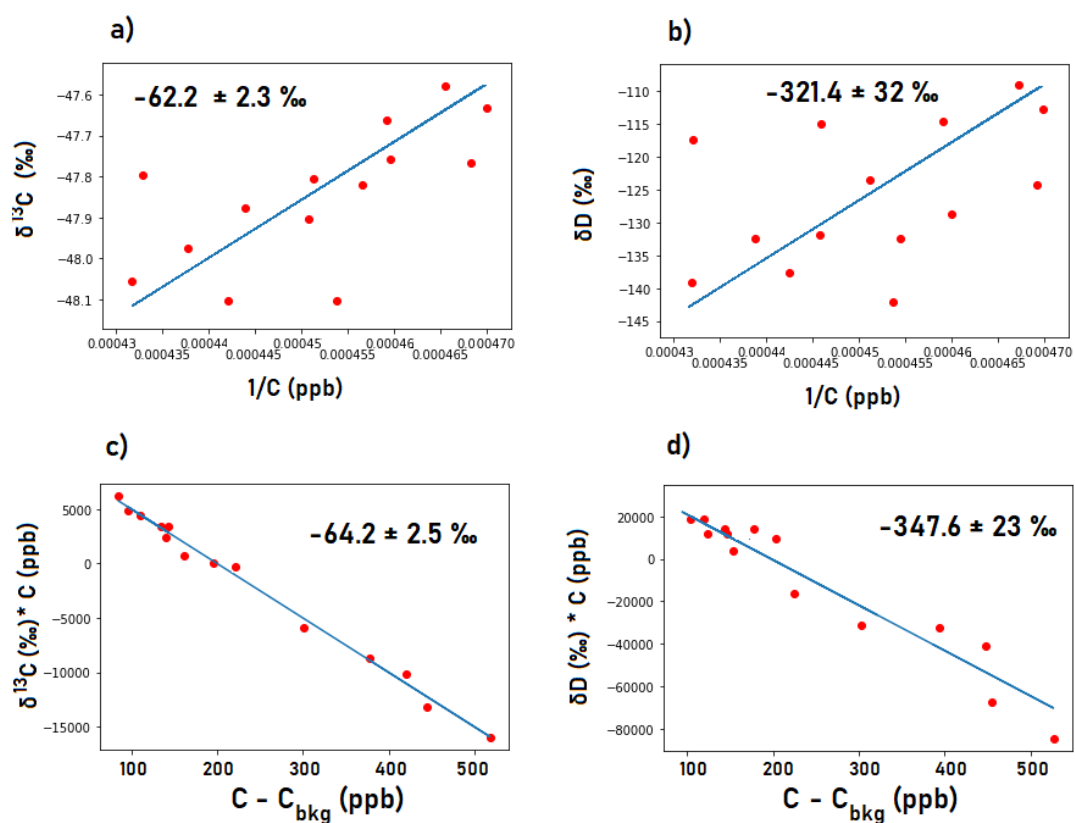 a)
-62.2 ± 2.3 ‰
δ¹³C (‰)
−47.6
−47.7
−47.8
−47.9
−48.0
−48.1
0.00043
0.000435
0.00044
0.000445
0.00045
0.000455
0.00046
0.000465
0.000470
1/C (ppb)
b)
-321.4 ± 32 ‰
δD (‰)
−110
−115
−120
−125
−130
−135
−140
−145
0.00043
0.000435
0.00044
0.000445
0.00045
0.000455
0.00046
0.000465
0.000470
1/C (ppb)
c)
-64.2 ± 2.5 ‰
δ¹³C (‰) * C (ppb)
5000
0
−5000
−10000
−15000
100 200 300 400 500
C - Cbkg (ppb)
d)
-347.6 ± 23 ‰
δD (‰) * C (ppb)
20000
0
−20000
−40000
−60000
−80000
100 200 300 400 500
C - Cbkg (ppb)